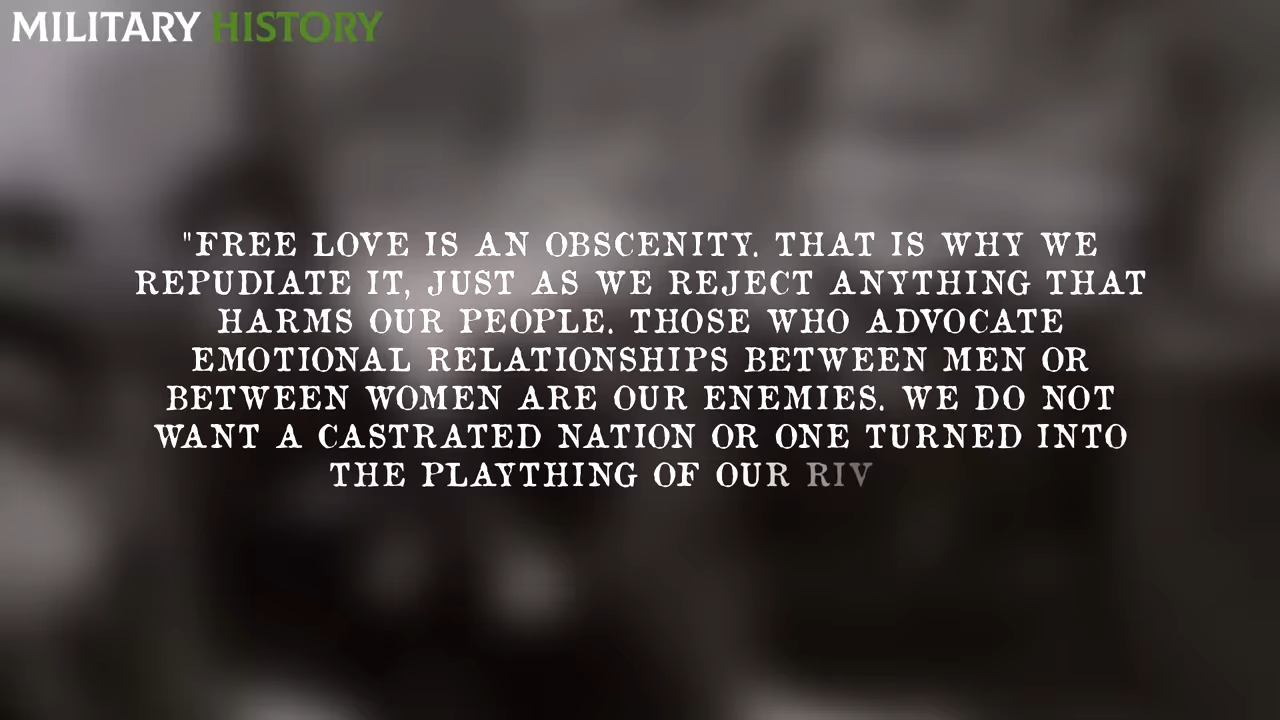 MILITARY HISTORY
"FREE LOVE IS AN OBSCENITY. THAT IS WHY WE
REPUDIATE IT, JUST AS WE REJECT ANYTHING THAT
HARMS OUR PEOPLE. THOSE WHO ADVOCATE
EMOTIONAL RELATIONSHIPS BETWEEN MEN OR
BETWEEN WOMEN ARE OUR ENEMIES. WE DO NOT
WANT A CASTRATED NATION OR ONE TURNED INTO
THE PLAYTHING OF OUR RIV